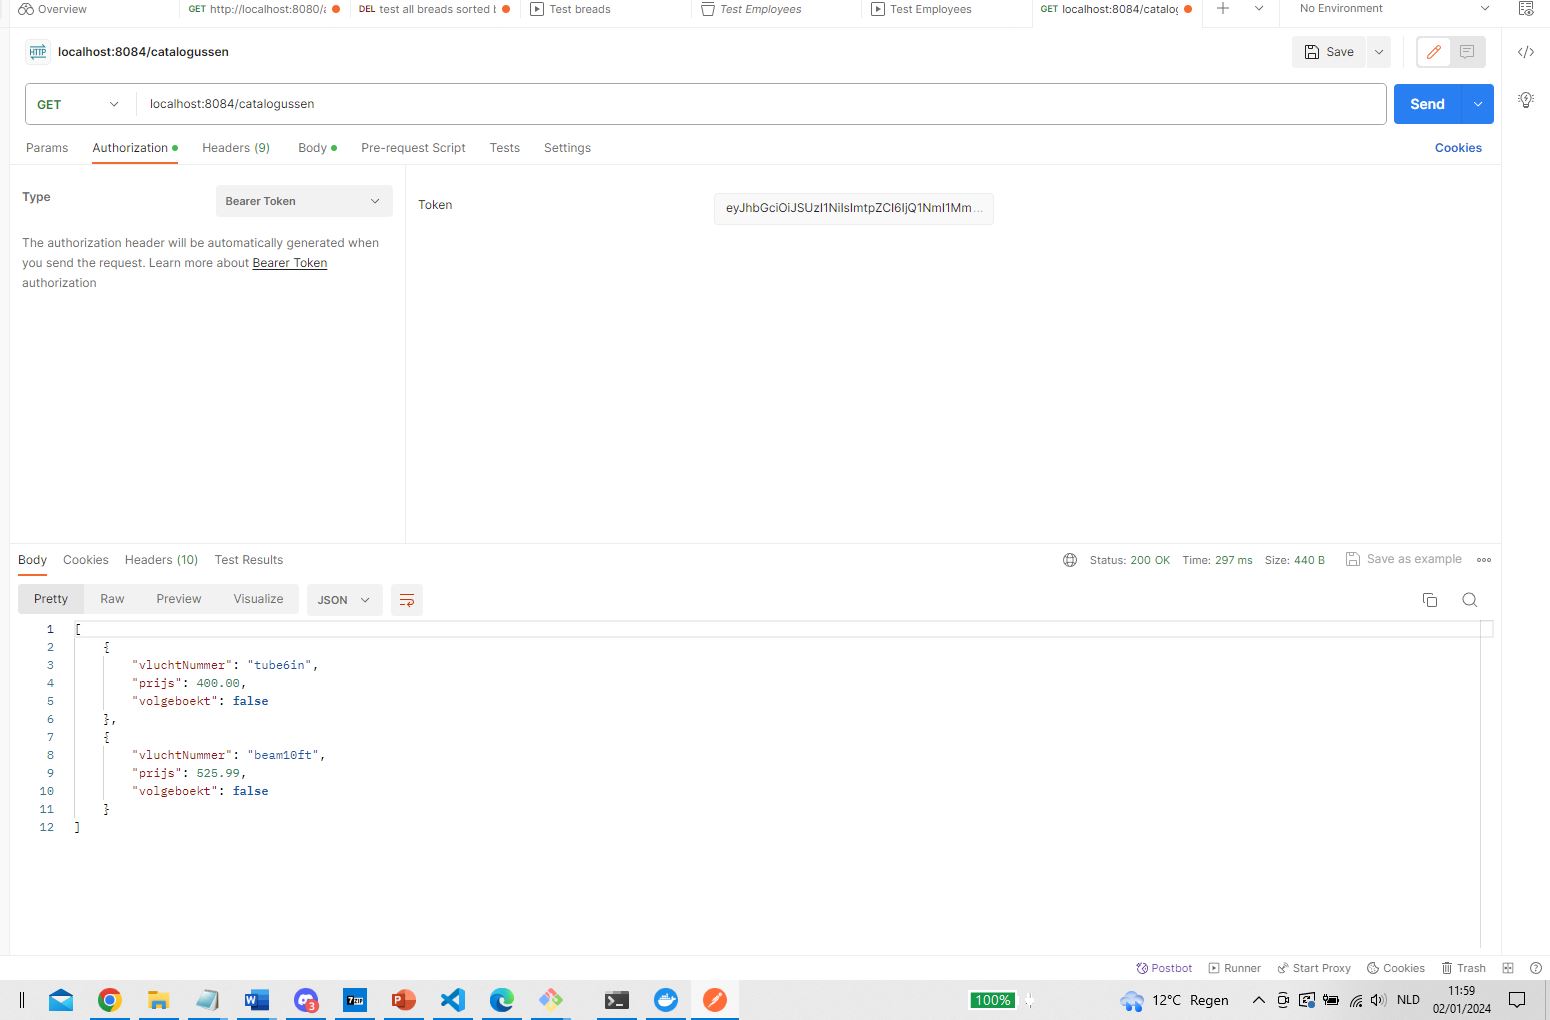 Overview
GET http://localhost:8080/a
DEL test all breads sorted b
Test breads
Test Employees
Test Employees
GET localhost:8084/catalog
No Environment
HTTP localhost:8084/catalogussen
Save
GET localhost:8084/catalogussen
Send
Params Authorization Headers (9) Body Pre-request Script Tests Settings Cookies
Type
Bearer Token
Token
The authorization header will be automatically generated when
you send the request. Learn more about Bearer Token
authorization
Body Cookies Headers (10) Test Results
Status: 200 OK Time: 297 ms Size: 440 B Save as example
Pretty Raw Preview Visualize JSON
1 [
2 {
3 "vluchtNummer": "tube6in",
4 "prijs": 400.00,
5 "volgeboekt": false
6 },
7 {
8 "vluchtNummer": "beam10ft",
9 "prijs": 525.99,
10 "volgeboekt": false
11 }
12 ]
Postbot Runner Start Proxy Cookies Trash
100%
12°C Regen
NLD
11:59
02/01/2024